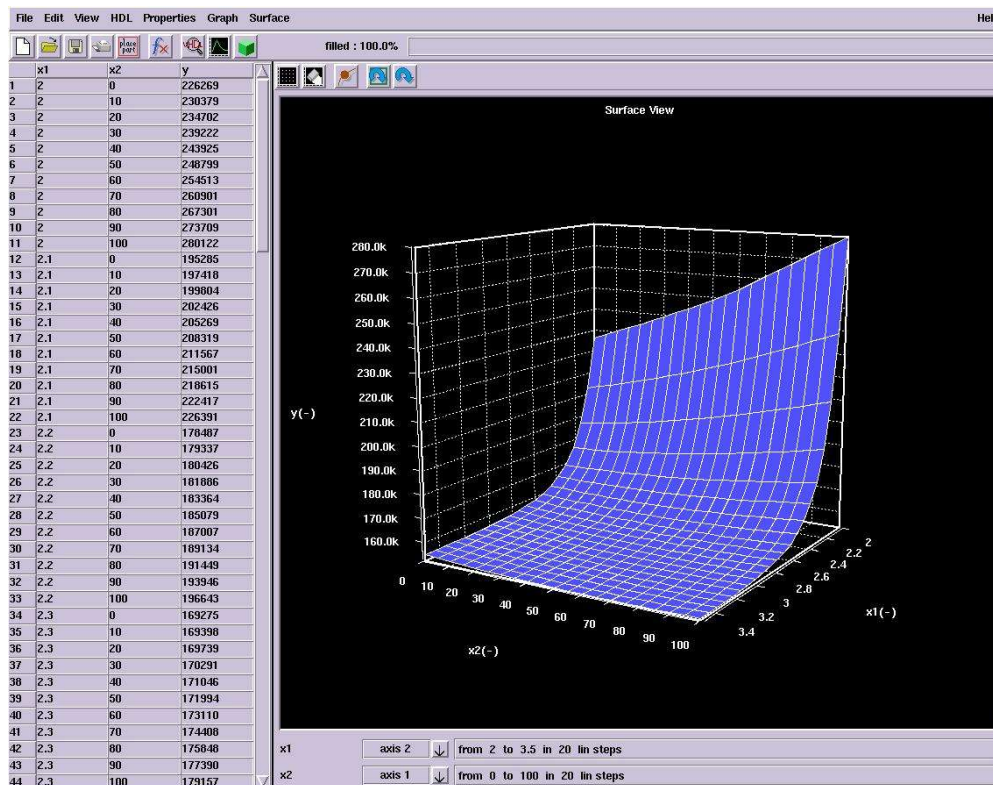 File Edit View HDL Properties Graph Surface Hel
place part fx VHDL filled : 100.0%
x1 x2 y
1 2 0 226269
2 2 10 230379
3 2 20 234702
4 2 30 239222
5 2 40 243925
6 2 50 248799
7 2 60 254513
8 2 70 260901
9 2 80 267301
10 2 90 273709
11 2 100 280122
12 2.1 0 195285
13 2.1 10 197418
14 2.1 20 199804
15 2.1 30 202426
16 2.1 40 205269
17 2.1 50 208319
18 2.1 60 211567
19 2.1 70 215001
20 2.1 80 218615
21 2.1 90 222417
22 2.1 100 226391
23 2.2 0 178487
24 2.2 10 179337
25 2.2 20 180426
26 2.2 30 181886
27 2.2 40 183364
28 2.2 50 185079
29 2.2 60 187007
30 2.2 70 189134
31 2.2 80 191449
32 2.2 90 193946
33 2.2 100 196643
34 2.3 0 169275
35 2.3 10 169398
36 2.3 20 169739
37 2.3 30 170291
38 2.3 40 171046
39 2.3 50 171994
40 2.3 60 173110
41 2.3 70 174408
42 2.3 80 175848
43 2.3 90 177390
44 2.3 100 179157
Surface View
280.0k
270.0k
260.0k
250.0k
240.0k
230.0k
220.0k
y(-)
210.0k
200.0k
190.0k
180.0k
170.0k
160.0k
0 10 20 30 40 50 60 70 80 90 100
x2(-)
3.4 3.2 3 2.8 2.6 2.4 2.2 2
x1(-)
x1 axis 2 from 2 to 3.5 in 20 lin steps
x2 axis 1 from 0 to 100 in 20 lin steps